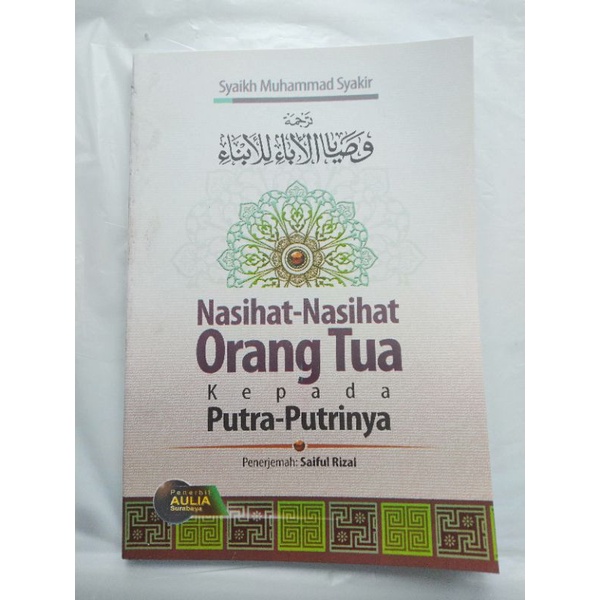 Syaikh Muhammad Syakir
ترجمة
وصايا الآباء للأبناء
Nasihat-Nasihat
Orang Tua
Kepada
Putra-Putrinya
Penerjemah: Saiful Rizal
Penerbit
AULIA
Surabaya